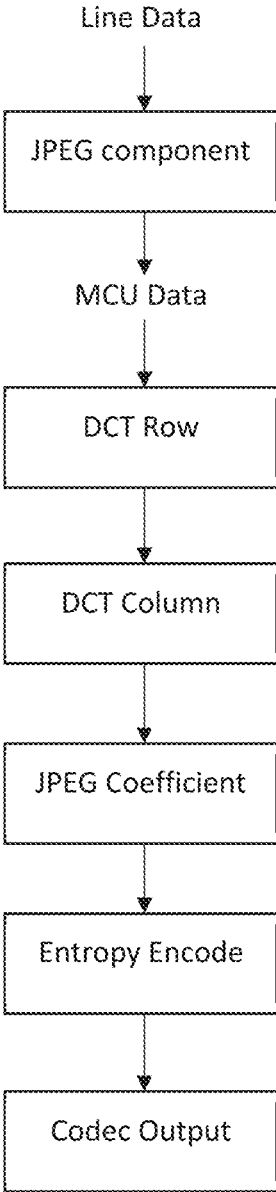 Line Data
JPEG component
MCU Data
DCT Row
DCT Column
JPEG Coefficient
Entropy Encode
Codec Output